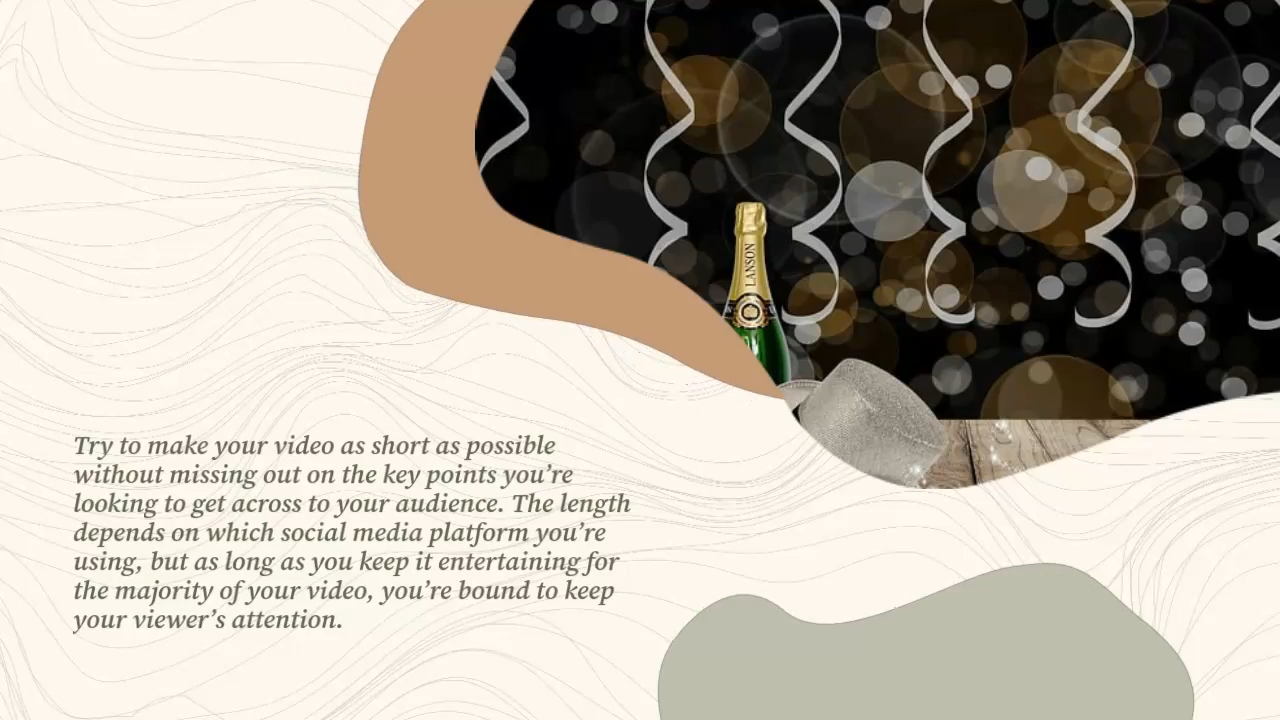 LANSON
Try to make your video as short as possible
without missing out on the key points you’re
looking to get across to your audience. The length
depends on which social media platform you’re
using, but as long as you keep it entertaining for
the majority of your video, you’re bound to keep
your viewer’s attention.